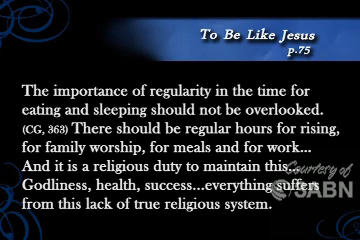 To Be Like Jesus
p.75
The importance of regularity in the time for
eating and sleeping should not be overlooked.
(CG, 363) There should be regular hours for rising,
for family worship, for meals and for work...
And it is a religious duty to maintain this...
Courtesy of
Godliness, health, success...everything suffers
3ABN
from this lack of true religious system.